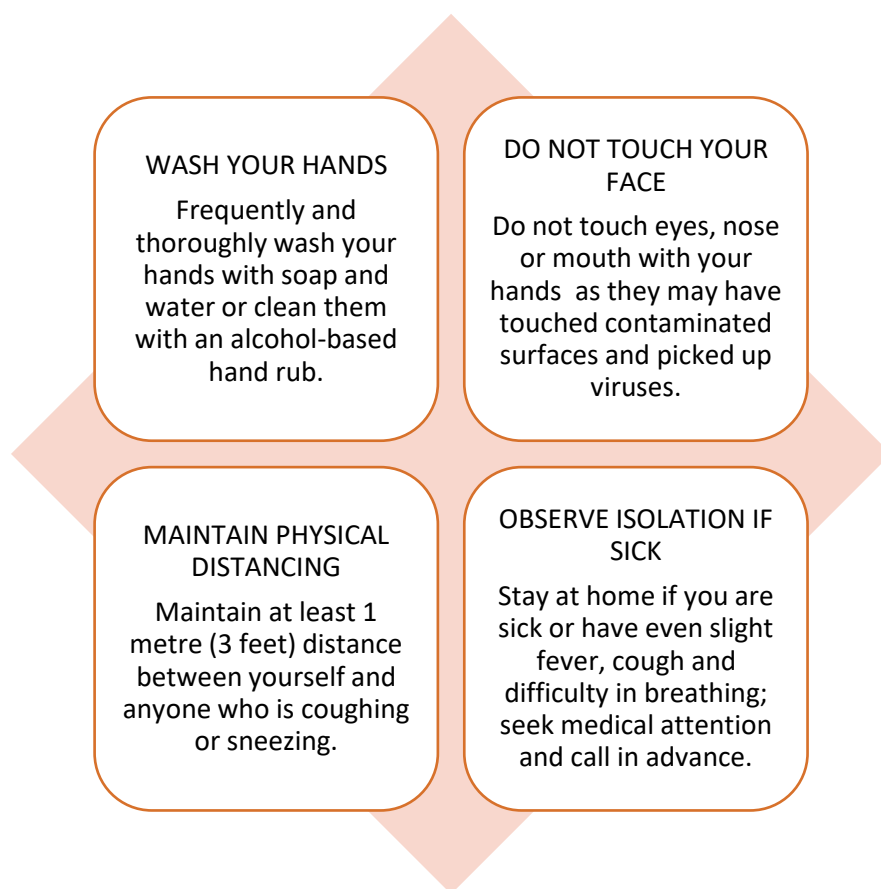 WASH YOUR HANDS
Frequently and
thoroughly wash your
hands with soap and
water or clean them
with an alcohol-based
hand rub.
DO NOT TOUCH YOUR
FACE
Do not touch eyes, nose
or mouth with your
hands  as they may have
touched contaminated
surfaces and picked up
viruses.
MAINTAIN PHYSICAL
DISTANCING
Maintain at least 1
metre (3 feet) distance
between yourself and
anyone who is coughing
or sneezing.
OBSERVE ISOLATION IF
SICK
Stay at home if you are
sick or have even slight
fever, cough and
difficulty in breathing;
seek medical attention
and call in advance.